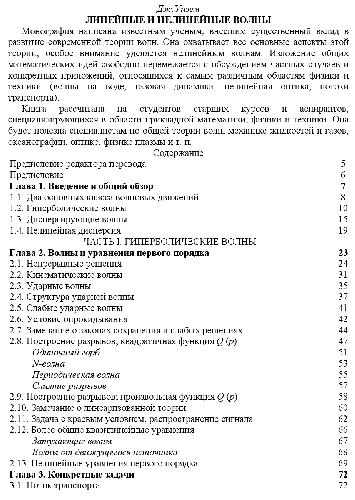 Дж. Уизем
ЛИНЕЙНЫЕ И НЕЛИНЕЙНЫЕ ВОЛНЫ
Монография написана известным ученым, внесшим существенный вклад в
развитие современной теории волн. Она охватывает все основные аспекты этой
теории, особое внимание уделяется нелинейным волнам. Изложение общих
математических идей свободно перемежается с обсуждением частных случаев и
конкретных приложений, относящихся к самым различным областям физики и
техники (волны на воде, газовая динамика, нелинейная оптика, потоки
транспорта).
Книга рассчитана на студентов старших курсов и аспирантов,
специализирующихся в области прикладной математики, физики и техники. Она
будет полезна специалистам по общей теории волн, механике жидкостей и газов,
океанографии, оптике, физике плазмы и т. п.
Содержание
Предисловие редактора перевода 5
Предисловие 6
Глава 1. Введение и общий обзор 7
1.1. Два основных класса волновых движений 8
1.2. Гиперболические волны 10
1.3. Диспергирующие волны 15
1.4. Нелинейная дисперсия 19
ЧАСТЬ I. ГИПЕРБОЛИЧЕСКИЕ ВОЛНЫ
Глава 2. Волны и уравнения первого порядка 23
2.1. Непрерывные решения 24
2.2. Кинематические волны 31
2.3. Ударные волны 35
2.4. Структура ударной волны 37
2.5. Слабые ударные волны 41
2.6. Условие опрокидывания 42
2.7. Замечание о законах сохранения и слабых решениях 44
2.8. Построение разрывов, квадратичная функция Q (ρ) 47
Одиночный горб 51
N-волна 53
Периодическая волна 55
Слияние разрывов 57
2.9. Построение разрывов: произвольная функция Q (ρ) 58
2.10. Замечание о линеаризованной теории 60
2.11. Задача с краевым условием, распространение сигнала 62
2.12. Более общие квазилинейные уравнения 66
Затухающие волны 67
Волны от движущегося источника 68
2.13. Нелинейные уравнения первого порядка 69
Глава 3. Конкретные задачи 72
3.1. Поток транспорта 72